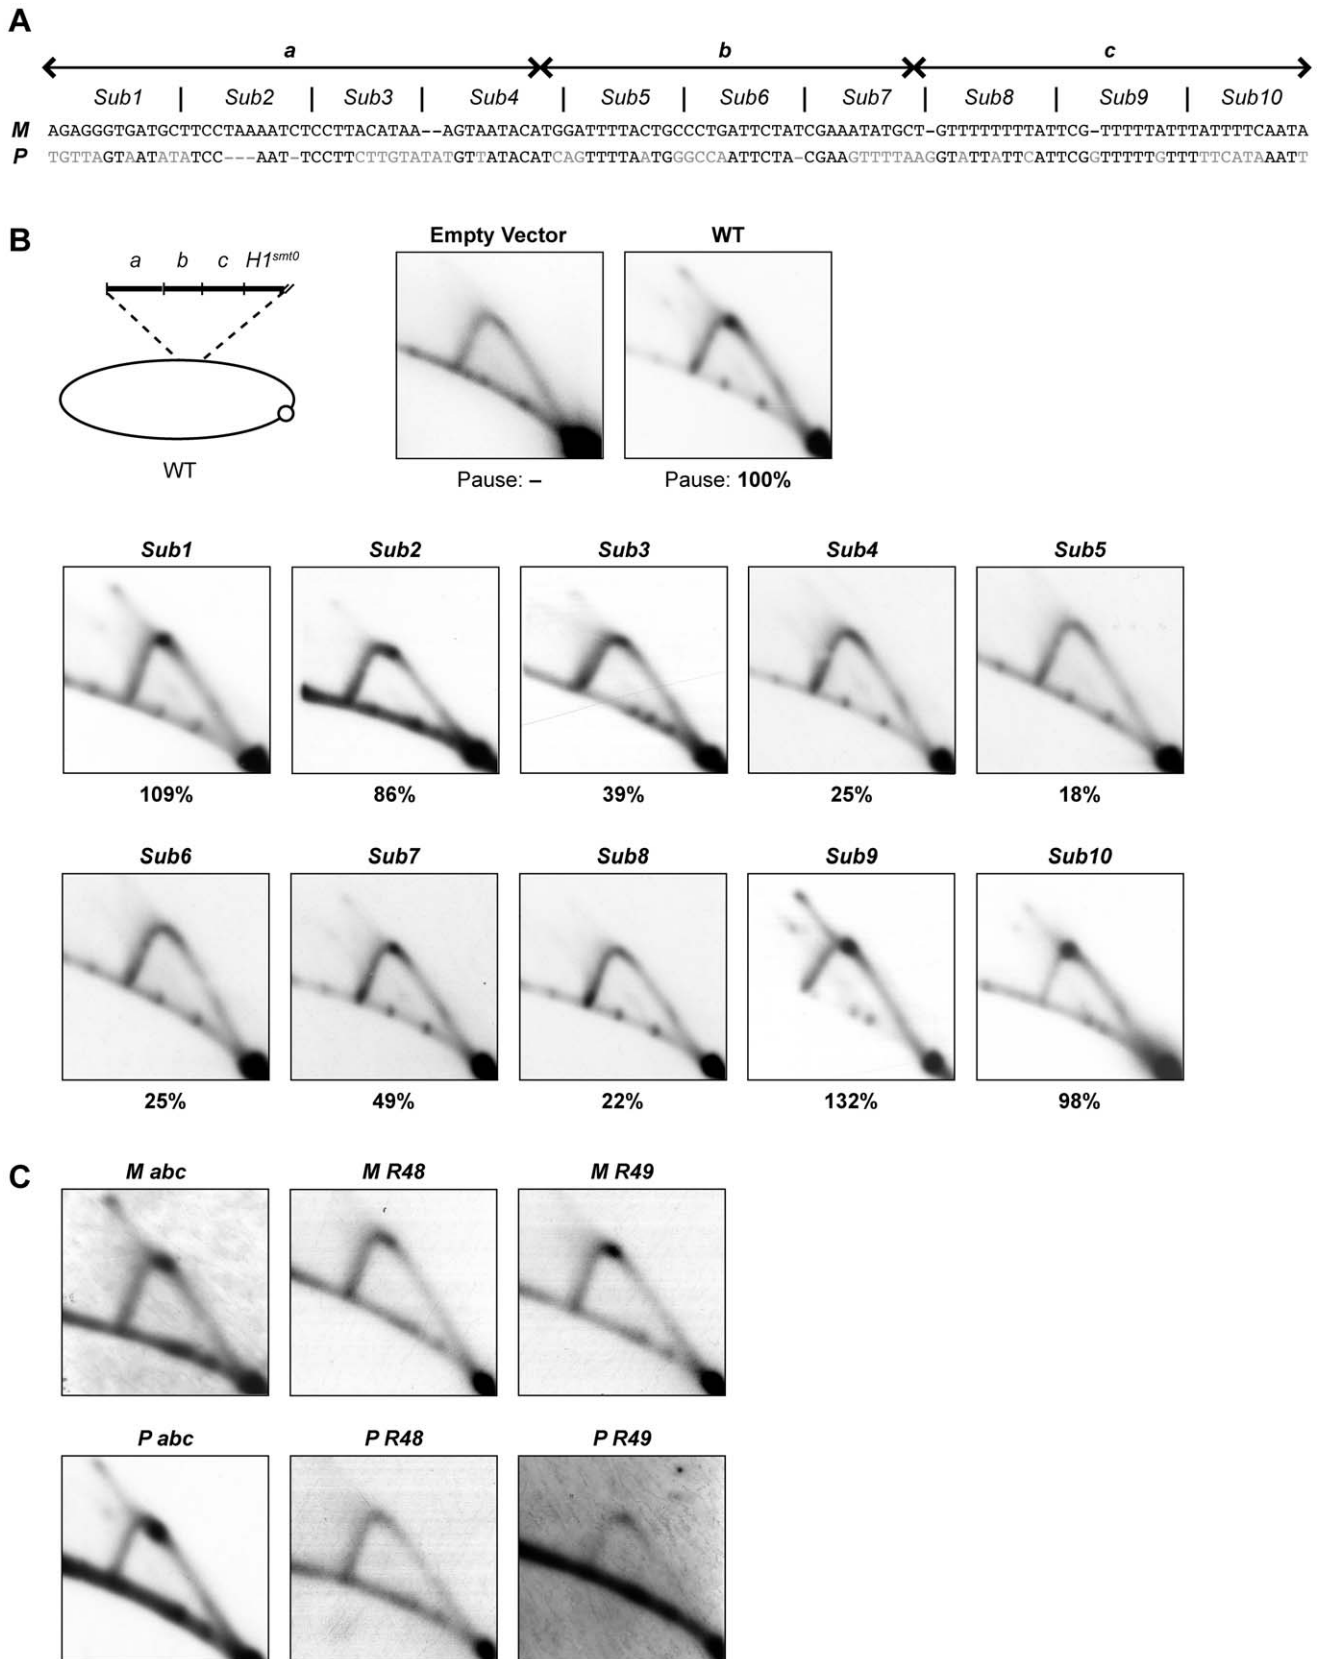 A
a b c
Sub1 | Sub2 | Sub3 | Sub4 | Sub5 | Sub6 | Sub7 | Sub8 | Sub9 | Sub10
M AGAGGGTGATGCTTCCTAAAATCTCCTTACATAA--AGTAATACATGGATTTTACTGCCCTGATTCTATCGAAATATGCT-GTTTTTTTTATTCG-TTTTTATTTATTTTCAATA
P TGTTAGTAATATATCC---AAT-TCCTTCTTGTATATGTTATACATCAGTTTTAATGGGCCAATTCTA-CGAAGTTTTAAGGTATTATTCATTCGGTTTTTGTTTTTCATAAATT
B
a b c H1smt0
WT
Empty Vector WT
Pause: – Pause: 100%
Sub1 Sub2 Sub3 Sub4 Sub5
109% 86% 39% 25% 18%
Sub6 Sub7 Sub8 Sub9 Sub10
25% 49% 22% 132% 98%
C
M abc M R48 M R49
P abc P R48 P R49